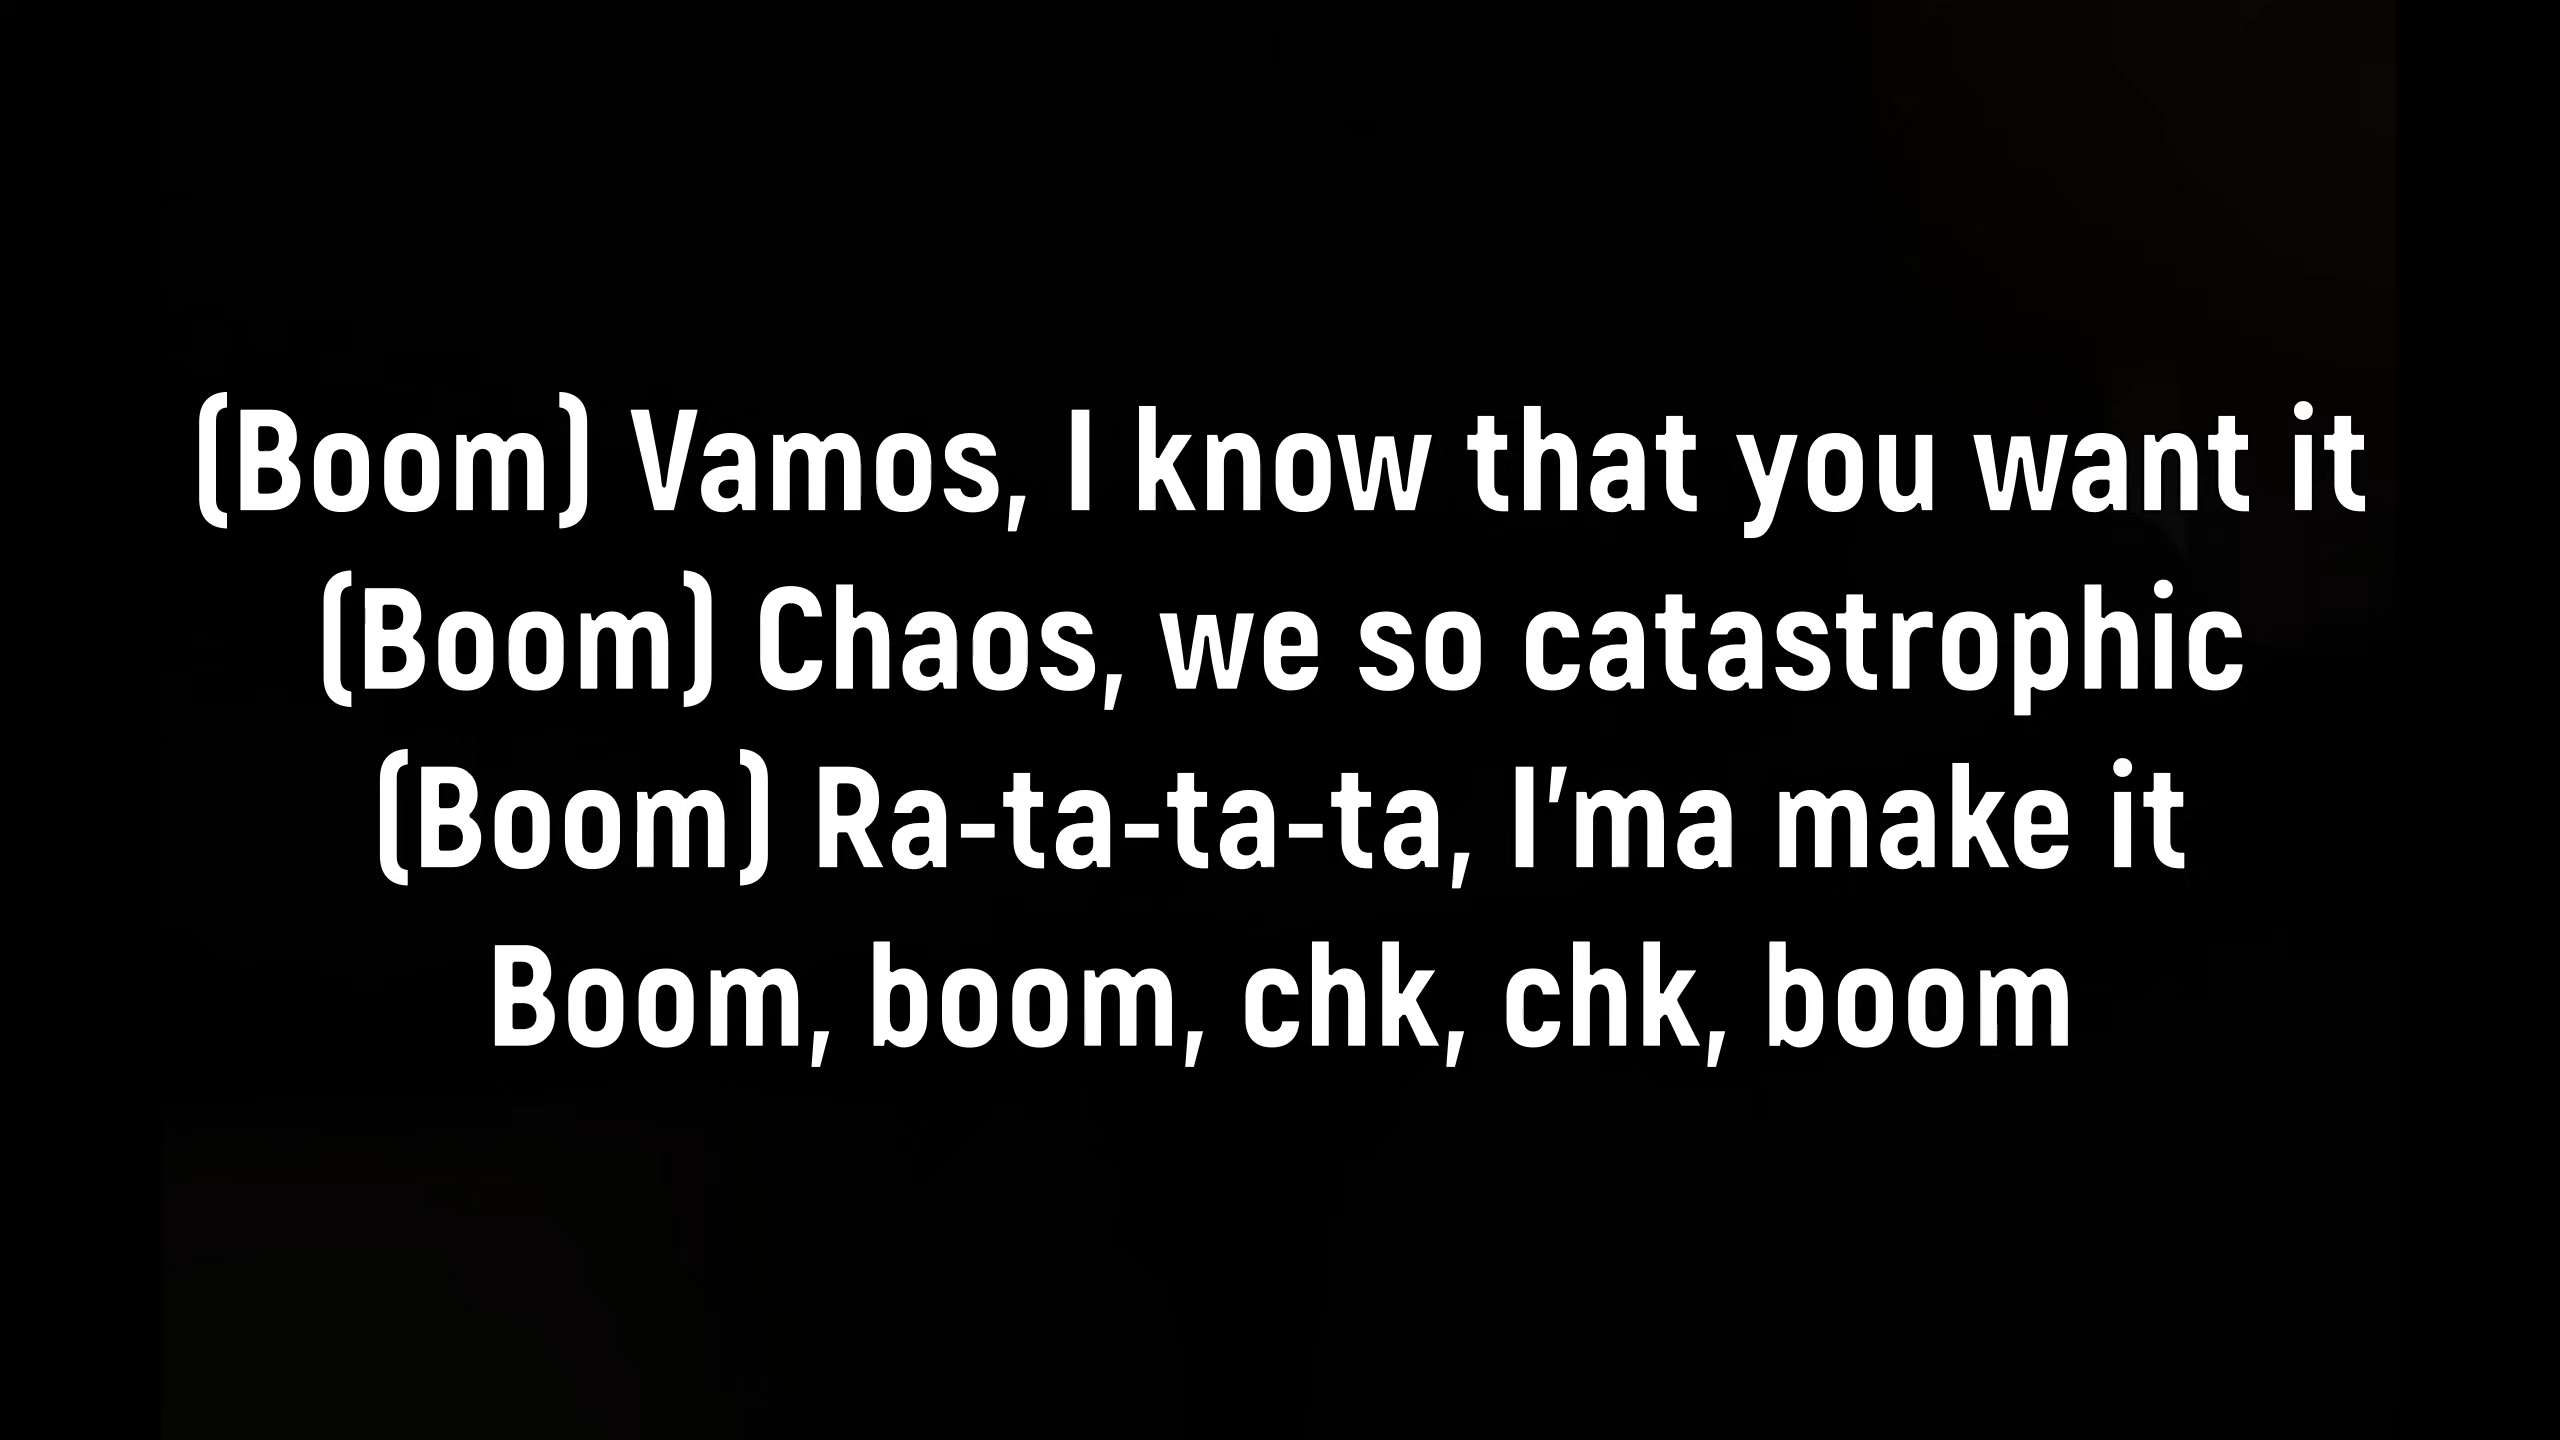 (Boom) Vamos, I know that you want it
(Boom) Chaos, we so catastrophic
(Boom) Ra-ta-ta-ta, I'ma make it
Boom, boom, chk, chk, boom